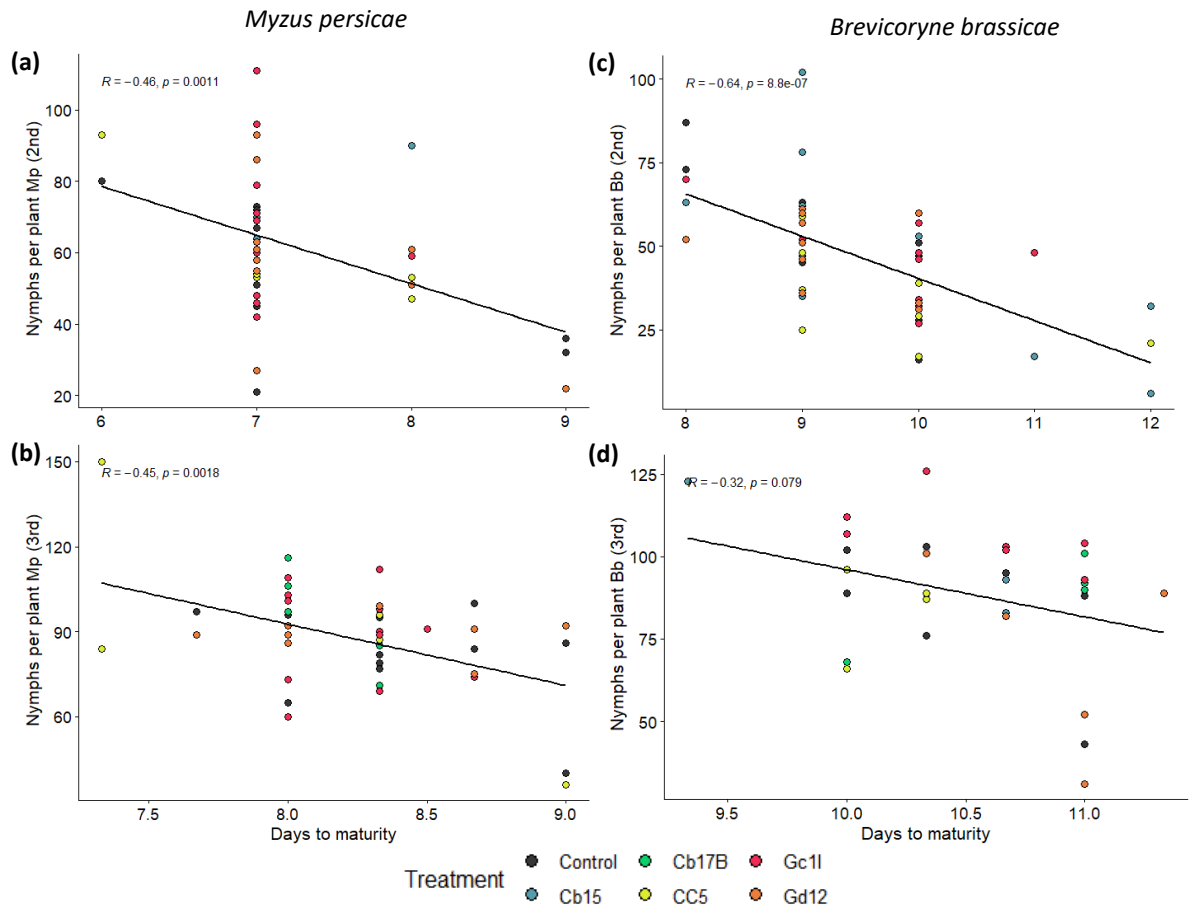 Myzus persicae
Brevicoryne brassicae
(a)
R = −0.46, p = 0.0011
Nymphs per plant Mp (2nd)
100
80
60
40
20
6 7 8 9
(c)
R = −0.64, p = 8.8e-07
Nymphs per plant Bb (2nd)
100
75
50
25
8 9 10 11 12
(b)
R = −0.45, p = 0.0018
Nymphs per plant Mp (3rd)
150
120
90
60
7.5 8.0 8.5 9.0
Days to maturity
(d)
R = −0.32, p = 0.079
Nymphs per plant Bb (3rd)
125
100
75
50
9.5 10.0 10.5 11.0
Days to maturity
Treatment
Control Cb17B Gc1I
Cb15 CC5 Gd12